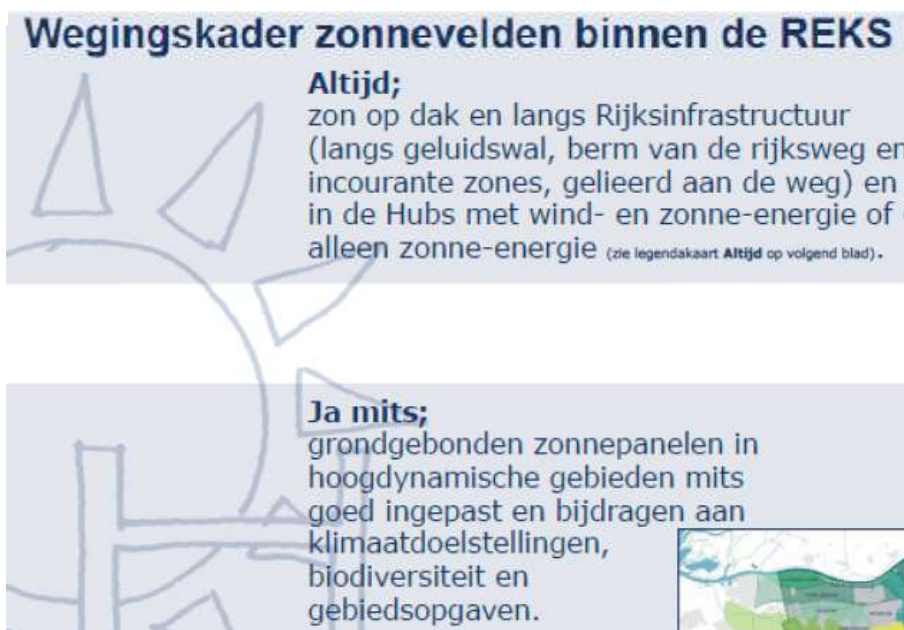 Wegingskader zonnevelden binnen de REKS
Altijd;
zon op dak en langs Rijksinfrastructuur
(langs geluidswal, berm van de rijksweg en
incourante zones, gelieerd aan de weg) en
in de Hubs met wind- en zonne-energie of
alleen zonne-energie (zie legendakaart Altijd op volgend blad).
Ja mits;
grondgebonden zonnepanelen in
hoogdynamische gebieden mits
goed ingepast en bijdragen aan
klimaatdoelstellingen,
biodiversiteit en
gebiedsopgaven.